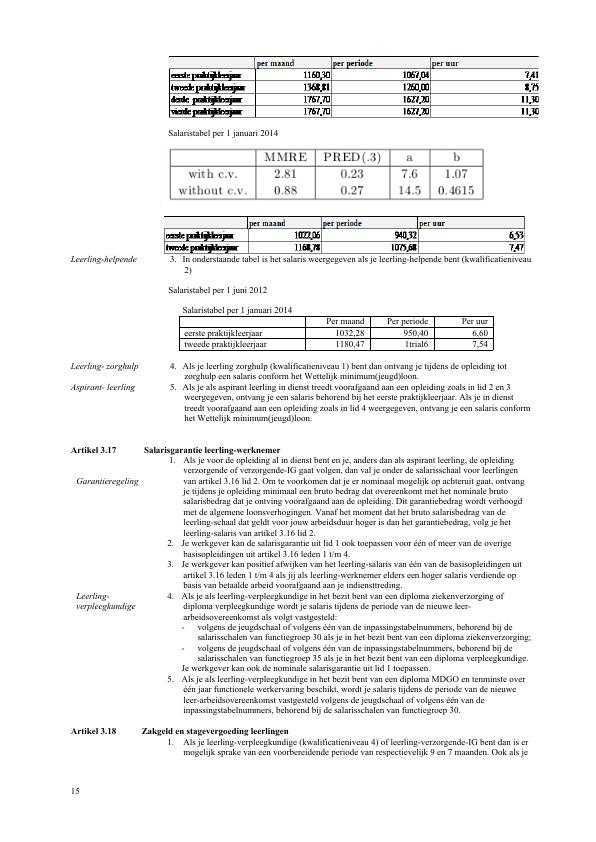 per maand per periode per uur
eerste praktijkleerjaar 1160,30 1067,04 7,41
tweede praktijkleerjaar 1368,81 1260,00 8,75
derde praktijkleerjaar 1767,70 1627,20 11,30
vierde praktijkleerjaar 1767,70 1627,20 11,30
Salaristabel per 1 januari 2014
MMRE PRED(.3) a b
with c.v. 2.81 0.23 7.6 1.07
without c.v. 0.88 0.27 14.5 0.4615
per maand per periode per uur
eerste praktijkleerjaar 1022,06 940,32 6,53
tweede praktijkleerjaar 1168,78 1075,68 7,47
Leerling-helpende 3. In onderstaande tabel is het salaris weergegeven als je leerling-helpende bent (kwalificatieniveau
2)
Salaristabel per 1 juni 2012
Salaristabel per 1 januari 2014
Per maand Per periode Per uur
eerste praktijkleerjaar 1032,28 950,40 6,60
tweede praktijkleerjaar 1180,47 1trial6 7,54
Leerling- zorghulp 4. Als je leerling zorghulp (kwalificatieniveau 1) bent dan ontvang je tijdens de opleiding tot
zorghulp een salaris conform het Wettelijk minimum(jeugd)loon.
Aspirant- leerling 5. Als je als aspirant leerling in dienst treedt voorafgaand aan een opleiding zoals in lid 2 en 3
weergegeven, ontvang je een salaris behorend bij het eerste praktijkleerjaar. Als je in dienst
treedt voorafgaand aan een opleiding zoals in lid 4 weergegeven, ontvang je een salaris conform
het Wettelijk minimum(jeugd)loon.
Artikel 3.17 Salarisgarantie leerling-werknemer
1. Als je voor de opleiding al in dienst bent en je, anders dan als aspirant leerling, de opleiding
verzorgende of verzorgende-IG gaat volgen, dan val je onder de salarisschaal voor leerlingen
Garantieregeling van artikel 3.16 lid 2. Om te voorkomen dat je er nominaal mogelijk op achteruit gaat, ontvang
je tijdens je opleiding minimaal een bruto bedrag dat overeenkomt met het nominale bruto
salarisbedrag dat je ontving voorafgaand aan de opleiding. Dit garantiebedrag wordt verhoogd
met de algemene loonsverhogingen. Vanaf het moment dat het bruto salarisbedrag van de
leerling-schaal dat geldt voor jouw arbeidsduur hoger is dan het garantiebedrag, volg je het
leerling-salaris van artikel 3.16 lid 2.
2. Je werkgever kan de salarisgarantie uit lid 1 ook toepassen voor één of meer van de overige
basisopleidingen uit artikel 3.16 leden 1 t/m 4.
3. Je werkgever kan positief afwijken van het leerling-salaris van één van de basisopleidingen uit
artikel 3.16 leden 1 t/m 4 als jij als leerling-werknemer elders een hoger salaris verdiende op
basis van betaalde arbeid voorafgaand aan je indiensttreding.
Leerling- 4. Als je als leerling-verpleegkundige in het bezit bent van een diploma ziekenverzorging of
verpleegkundige diploma verpleegkundige wordt je salaris tijdens de periode van de nieuwe leer-
arbeidsovereenkomst als volgt vastgesteld:
- volgens de jeugdschaal of volgens één van de inpassingstabelnummers, behorend bij de
salarisschalen van functiegroep 30 als je in het bezit bent van een diploma ziekenverzorging;
- volgens de jeugdschaal of volgens één van de inpassingstabelnummers, behorend bij de
salarisschalen van functiegroep 35 als je in het bezit bent van een diploma verpleegkundige.
Je werkgever kan ook de nominale salarisgarantie uit lid 1 toepassen.
5. Als je als leerling-verpleegkundige in het bezit bent van een diploma MDGO en tenminste over
één jaar functionele werkervaring beschikt, wordt je salaris tijdens de periode van de nieuwe
leer-arbeidsovereenkomst vastgesteld volgens de jeugdschaal of volgens één van de
inpassingstabelnummers, behorend bij de salarisschalen van functiegroep 30.
Artikel 3.18 Zakgeld en stagevergoeding leerlingen
1. Als je leerling-verpleegkundige (kwalificatieniveau 4) of leerling-verzorgende-IG bent dan is er
mogelijk sprake van een voorbereidende periode van respectievelijk 9 en 7 maanden. Ook als je
15